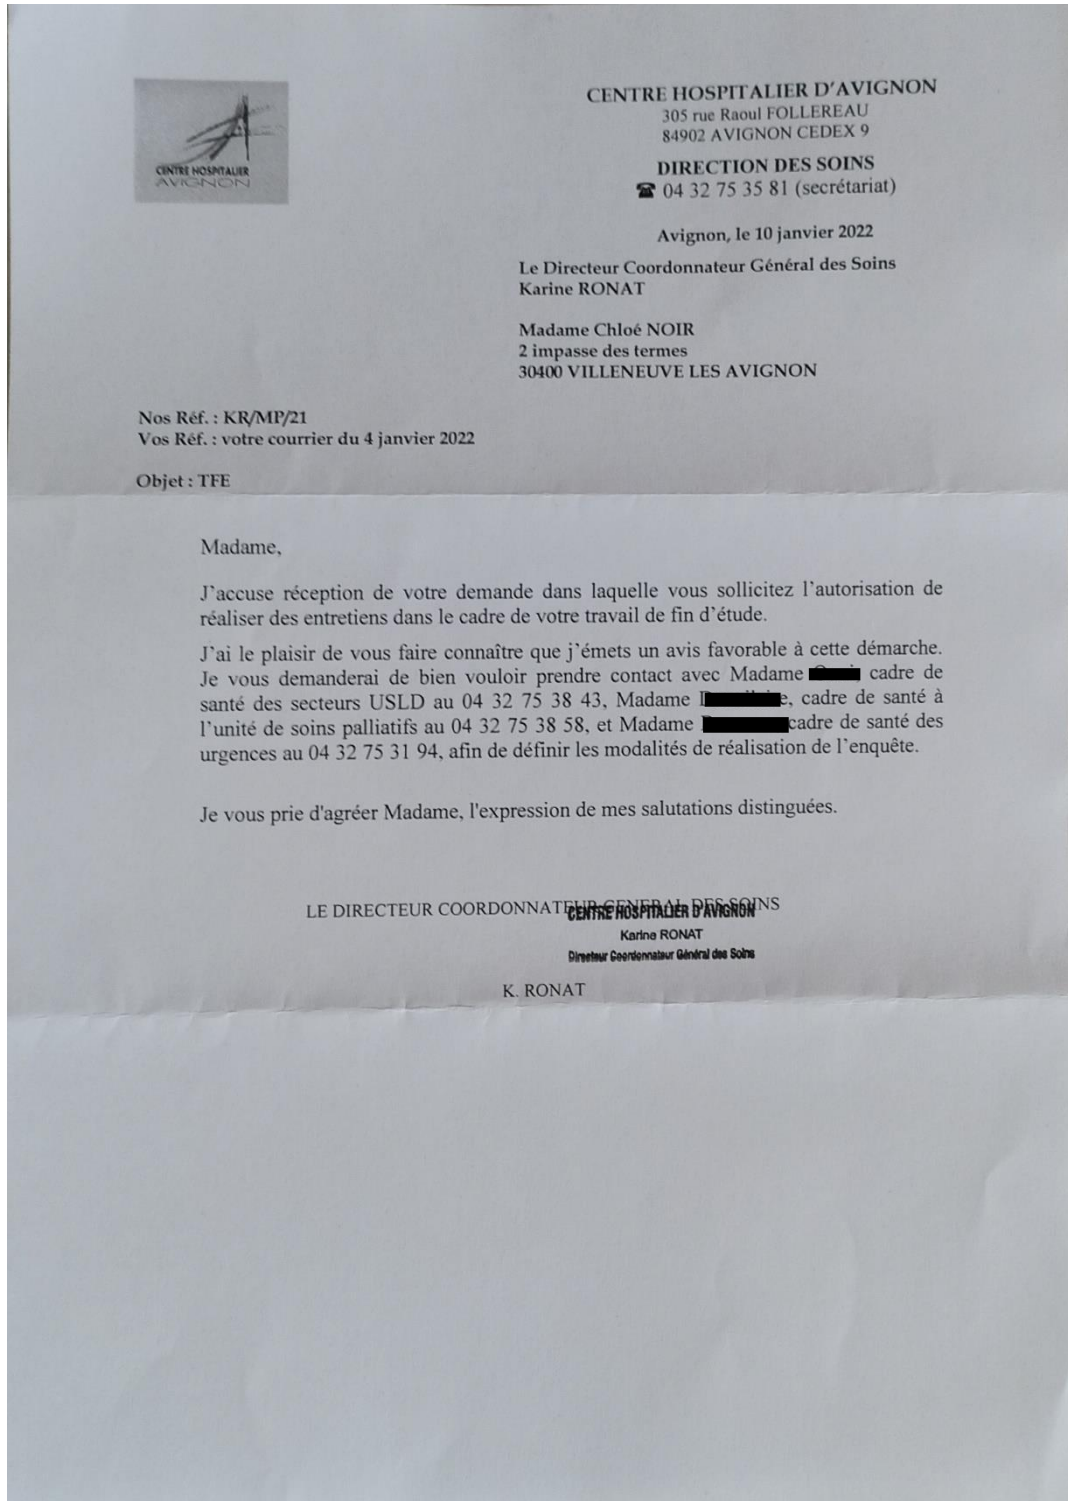 CENTRE HOSPITALIER
AVIGNON
CENTRE HOSPITALIER D'AVIGNON
305 rue Raoul FOLLEREAU
84902 AVIGNON CEDEX 9
DIRECTION DES SOINS
☎ 04 32 75 35 81 (secrétariat)
Avignon, le 10 janvier 2022
Le Directeur Coordonnateur Général des Soins
Karine RONAT
Madame Chloé NOIR
2 impasse des termes
30400 VILLENEUVE LES AVIGNON
Nos Réf. : KR/MP/21
Vos Réf. : votre courrier du 4 janvier 2022
Objet : TFE
Madame,
J'accuse réception de votre demande dans laquelle vous sollicitez l'autorisation de
réaliser des entretiens dans le cadre de votre travail de fin d'étude.
J'ai le plaisir de vous faire connaître que j'émets un avis favorable à cette démarche.
Je vous demanderai de bien vouloir prendre contact avec Madame cadre de
santé des secteurs USLD au 04 32 75 38 43, Madame cadre de santé à
l'unité de soins palliatifs au 04 32 75 38 58, et Madame cadre de santé des
urgences au 04 32 75 31 94, afin de définir les modalités de réalisation de l'enquête.
Je vous prie d'agréer Madame, l'expression de mes salutations distinguées.
LE DIRECTEUR COORDONNATEUR GENERAL DES SOINS
CENTRE HOSPITALIER D'AVIGNON
Karine RONAT
Directeur Coordonnateur Général des Soins
K. RONAT